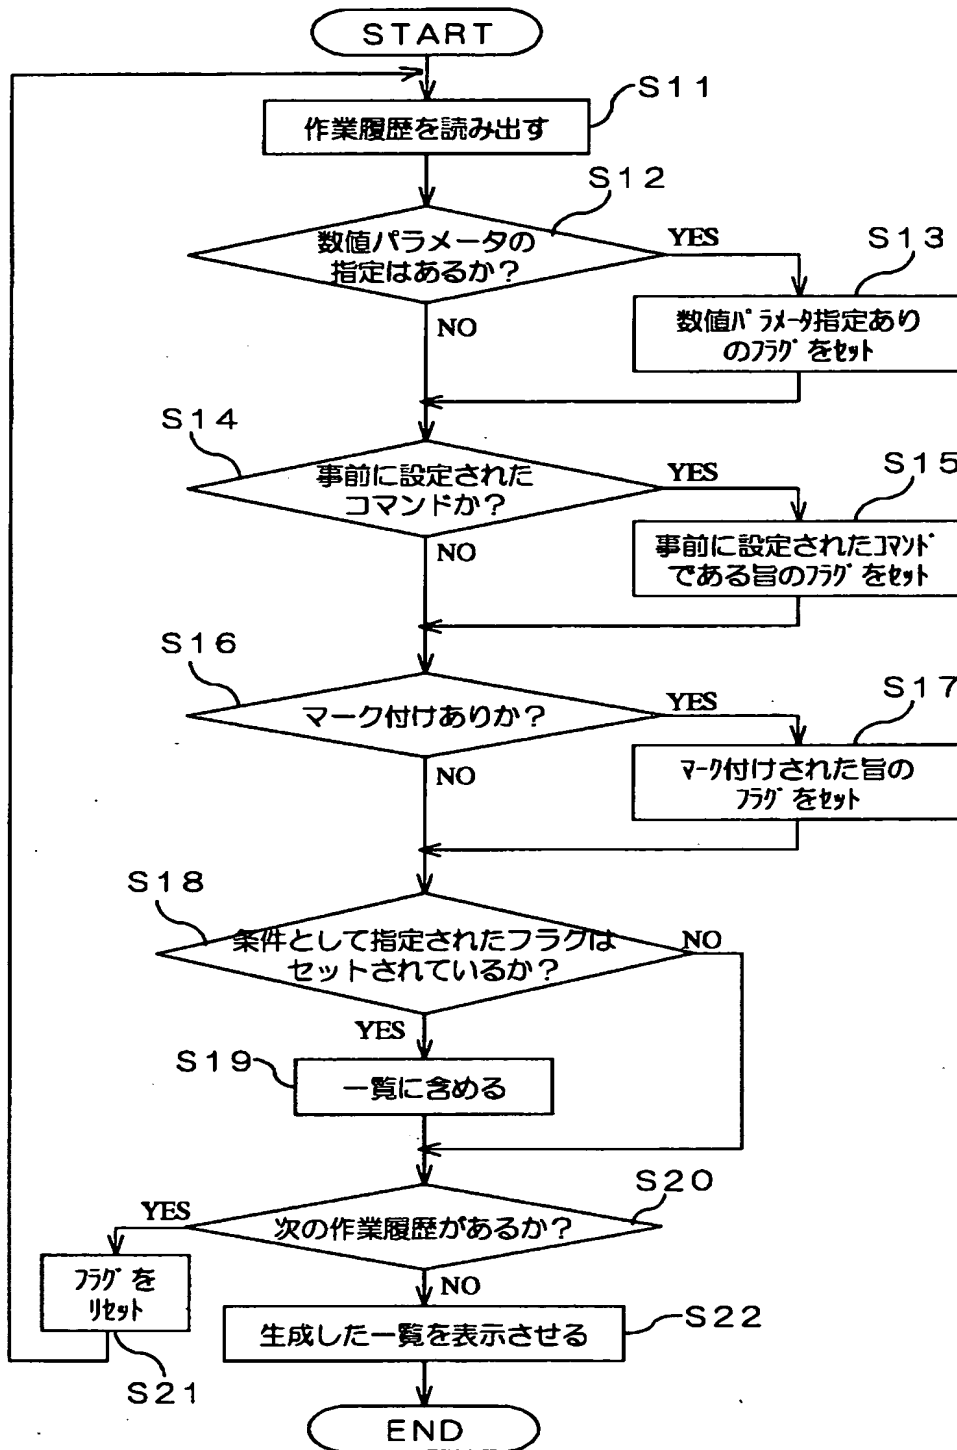 START
S11
作業履歴を読み出す
S12
数値パラメータの
指定はあるか？
YES
S13
数値ﾊﾟﾗﾒｰﾀ指定あり
のﾌﾗｸﾞをｾｯﾄ
NO
S14
事前に設定された
コマンドか？
YES
S15
事前に設定されたｺﾏﾝﾄﾞ
である旨のﾌﾗｸﾞをｾｯﾄ
NO
S16
マーク付けありか？
YES
S17
ﾏｰｸ付けされた旨の
ﾌﾗｸﾞをｾｯﾄ
NO
S18
条件として指定されたフラグは
セットされているか？
NO
YES
S19
一覧に含める
S20
次の作業履歴があるか？
YES
ﾌﾗｸﾞを
ﾘｾｯﾄ
S21
NO
生成した一覧を表示させる
S22
END